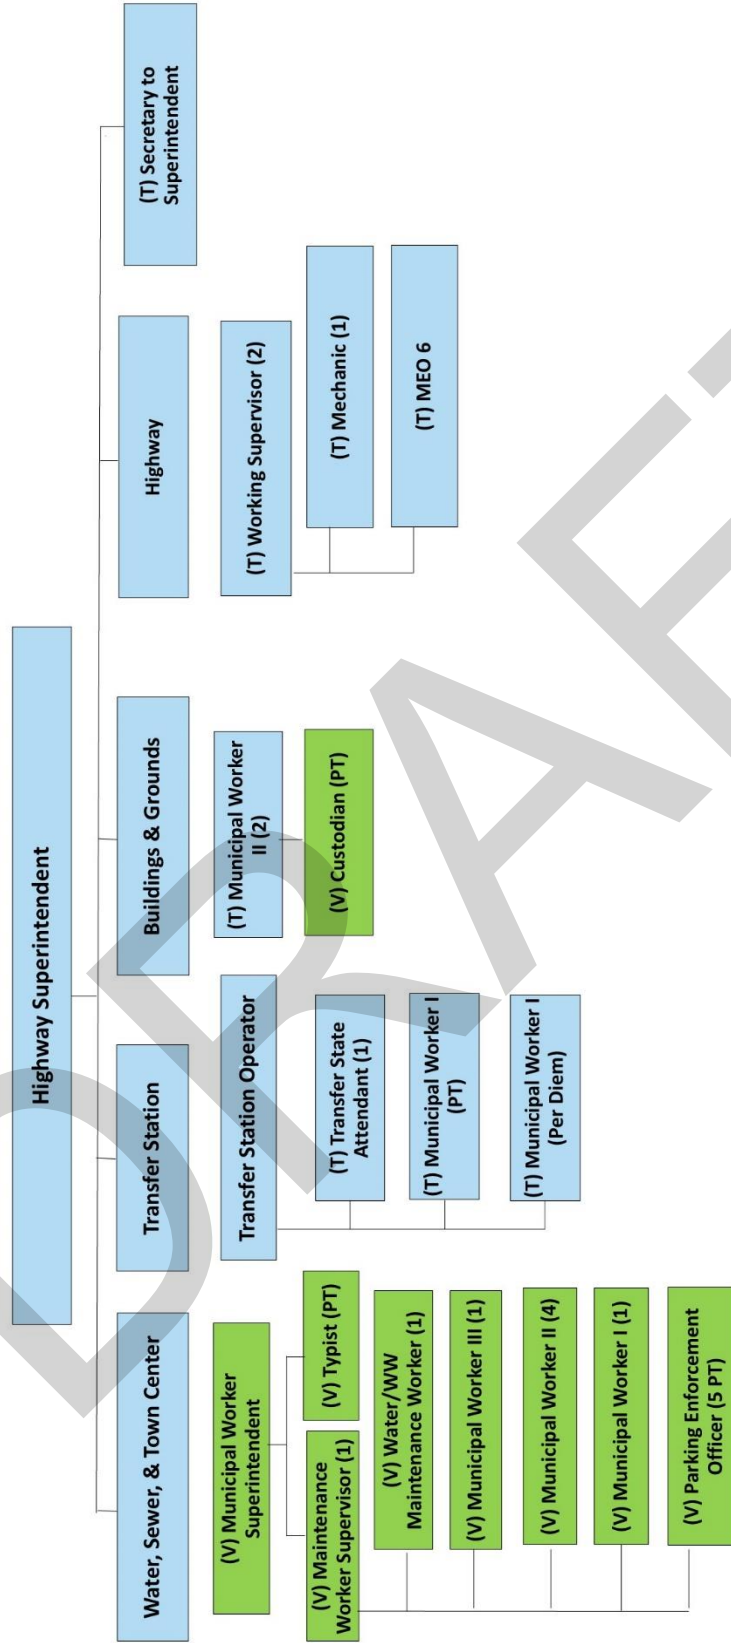 Highway Superintendent
Water, Sewer, & Town Center
Transfer Station
Buildings & Grounds
Highway
(T) Secretary to
Superintendent
(V) Municipal Worker
Superintendent
(V) Maintenance
Worker Supervisor (1)
(V) Typist (PT)
(V) Water/WW
Maintenance Worker (1)
(V) Municipal Worker III (1)
(V) Municipal Worker II (4)
(V) Municipal Worker I (1)
(V) Parking Enforcement
Officer (5 PT)
Transfer Station Operator
(T) Transfer State
Attendant (1)
(T) Municipal Worker I
(PT)
(T) Municipal Worker I
(Per Diem)
(T) Municipal Worker
II (2)
(V) Custodian (PT)
(T) Working Supervisor (2)
(T) Mechanic (1)
(T) MEO 6
DRAFT